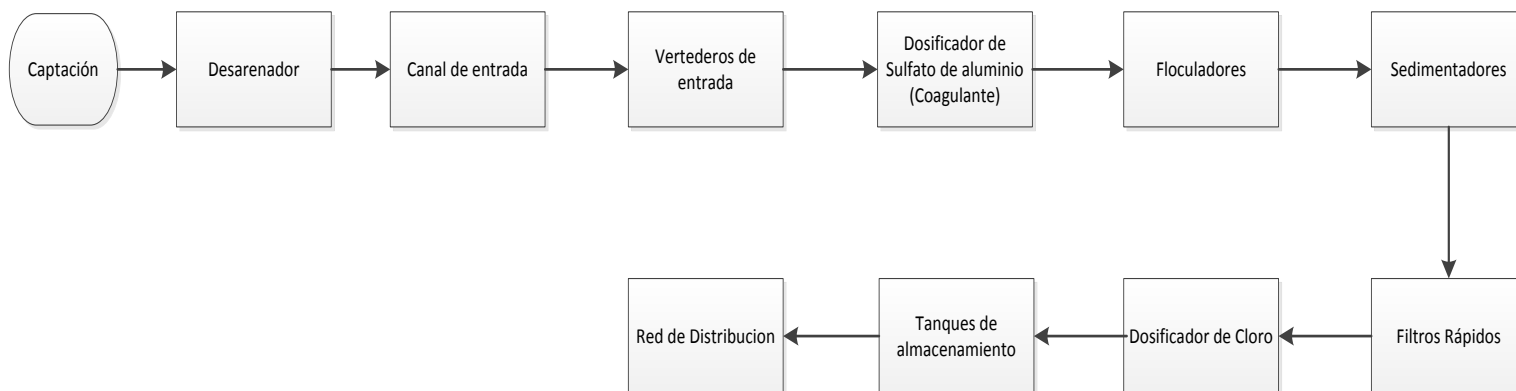 Captación
Desarenador
Canal de entrada
Vertederos de
entrada
Dosificador de
Sulfato de aluminio
(Coagulante)
Floculadores
Sedimentadores
Filtros Rápidos
Dosificador de Cloro
Tanques de
almacenamiento
Red de Distribucion